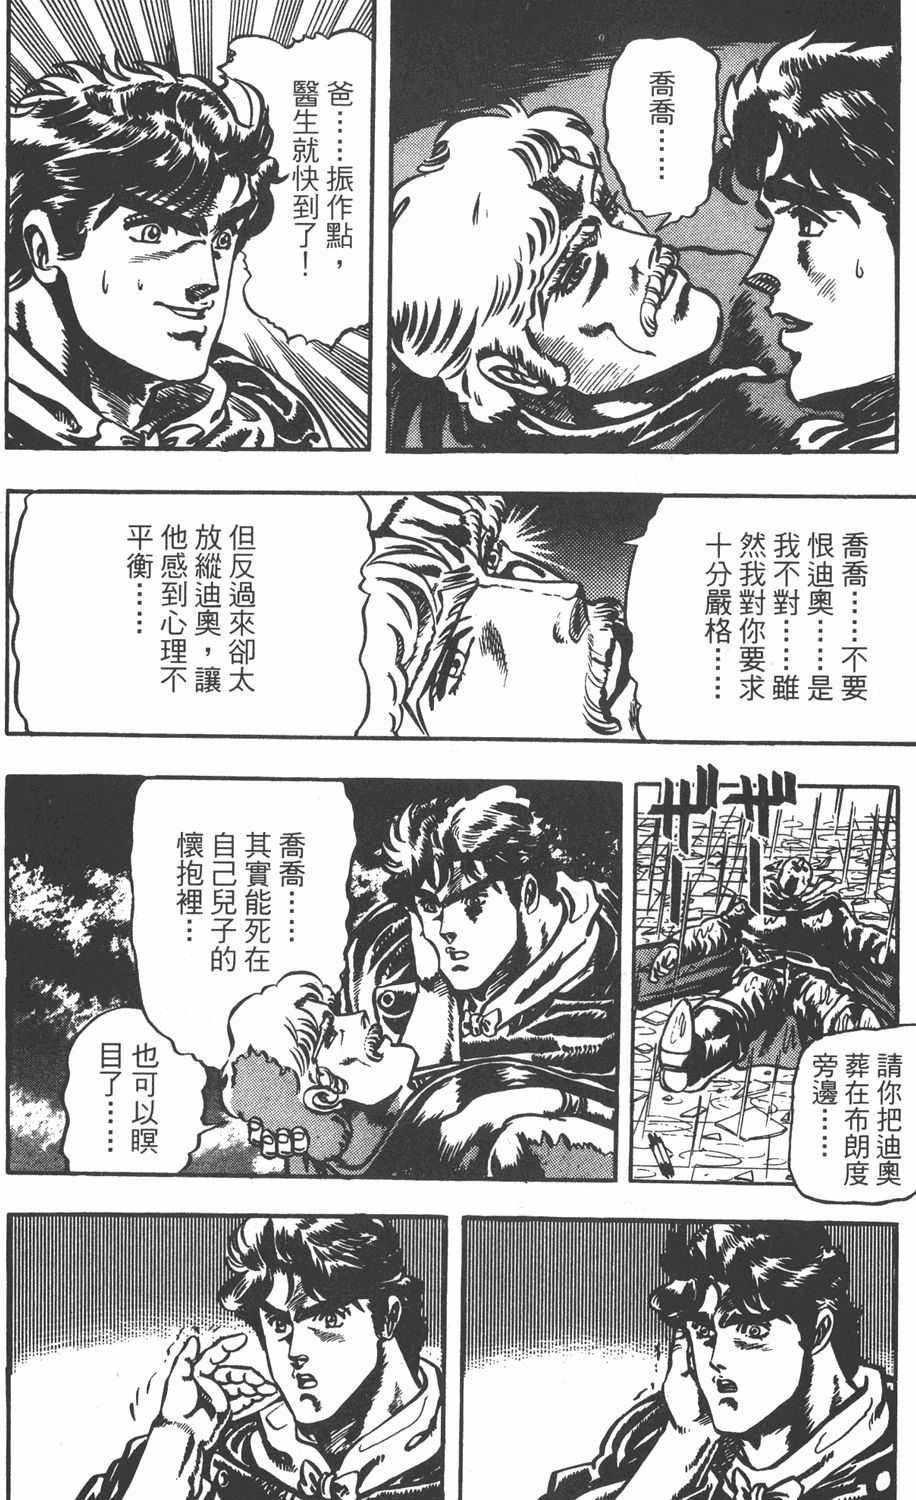 喬喬……
爸……振作點，
醫生就快到了！
喬喬……不要
恨迪奧……是
我不對……雖
然我對你要求
十分嚴格……
但反過來卻太
放縱迪奧，讓
他感到心理不
平衡……
請你把迪奧
葬在布朗度
旁邊……
喬喬……
其實能死在
自己兒子的
懷抱裡…
也可以瞑
目了……